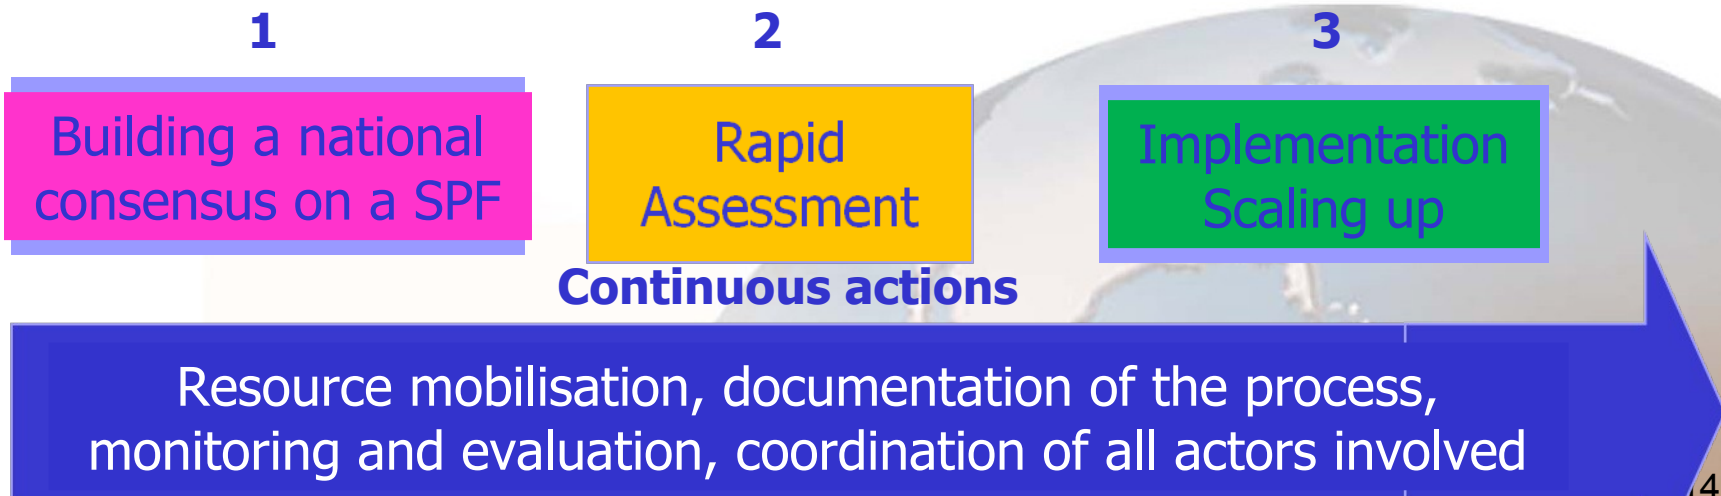 1
2
3
Building a national
consensus on a SPF
Rapid
Assessment
Implementation
Scaling up
Continuous actions
Resource mobilisation, documentation of the process,
monitoring and evaluation, coordination of all actors involved